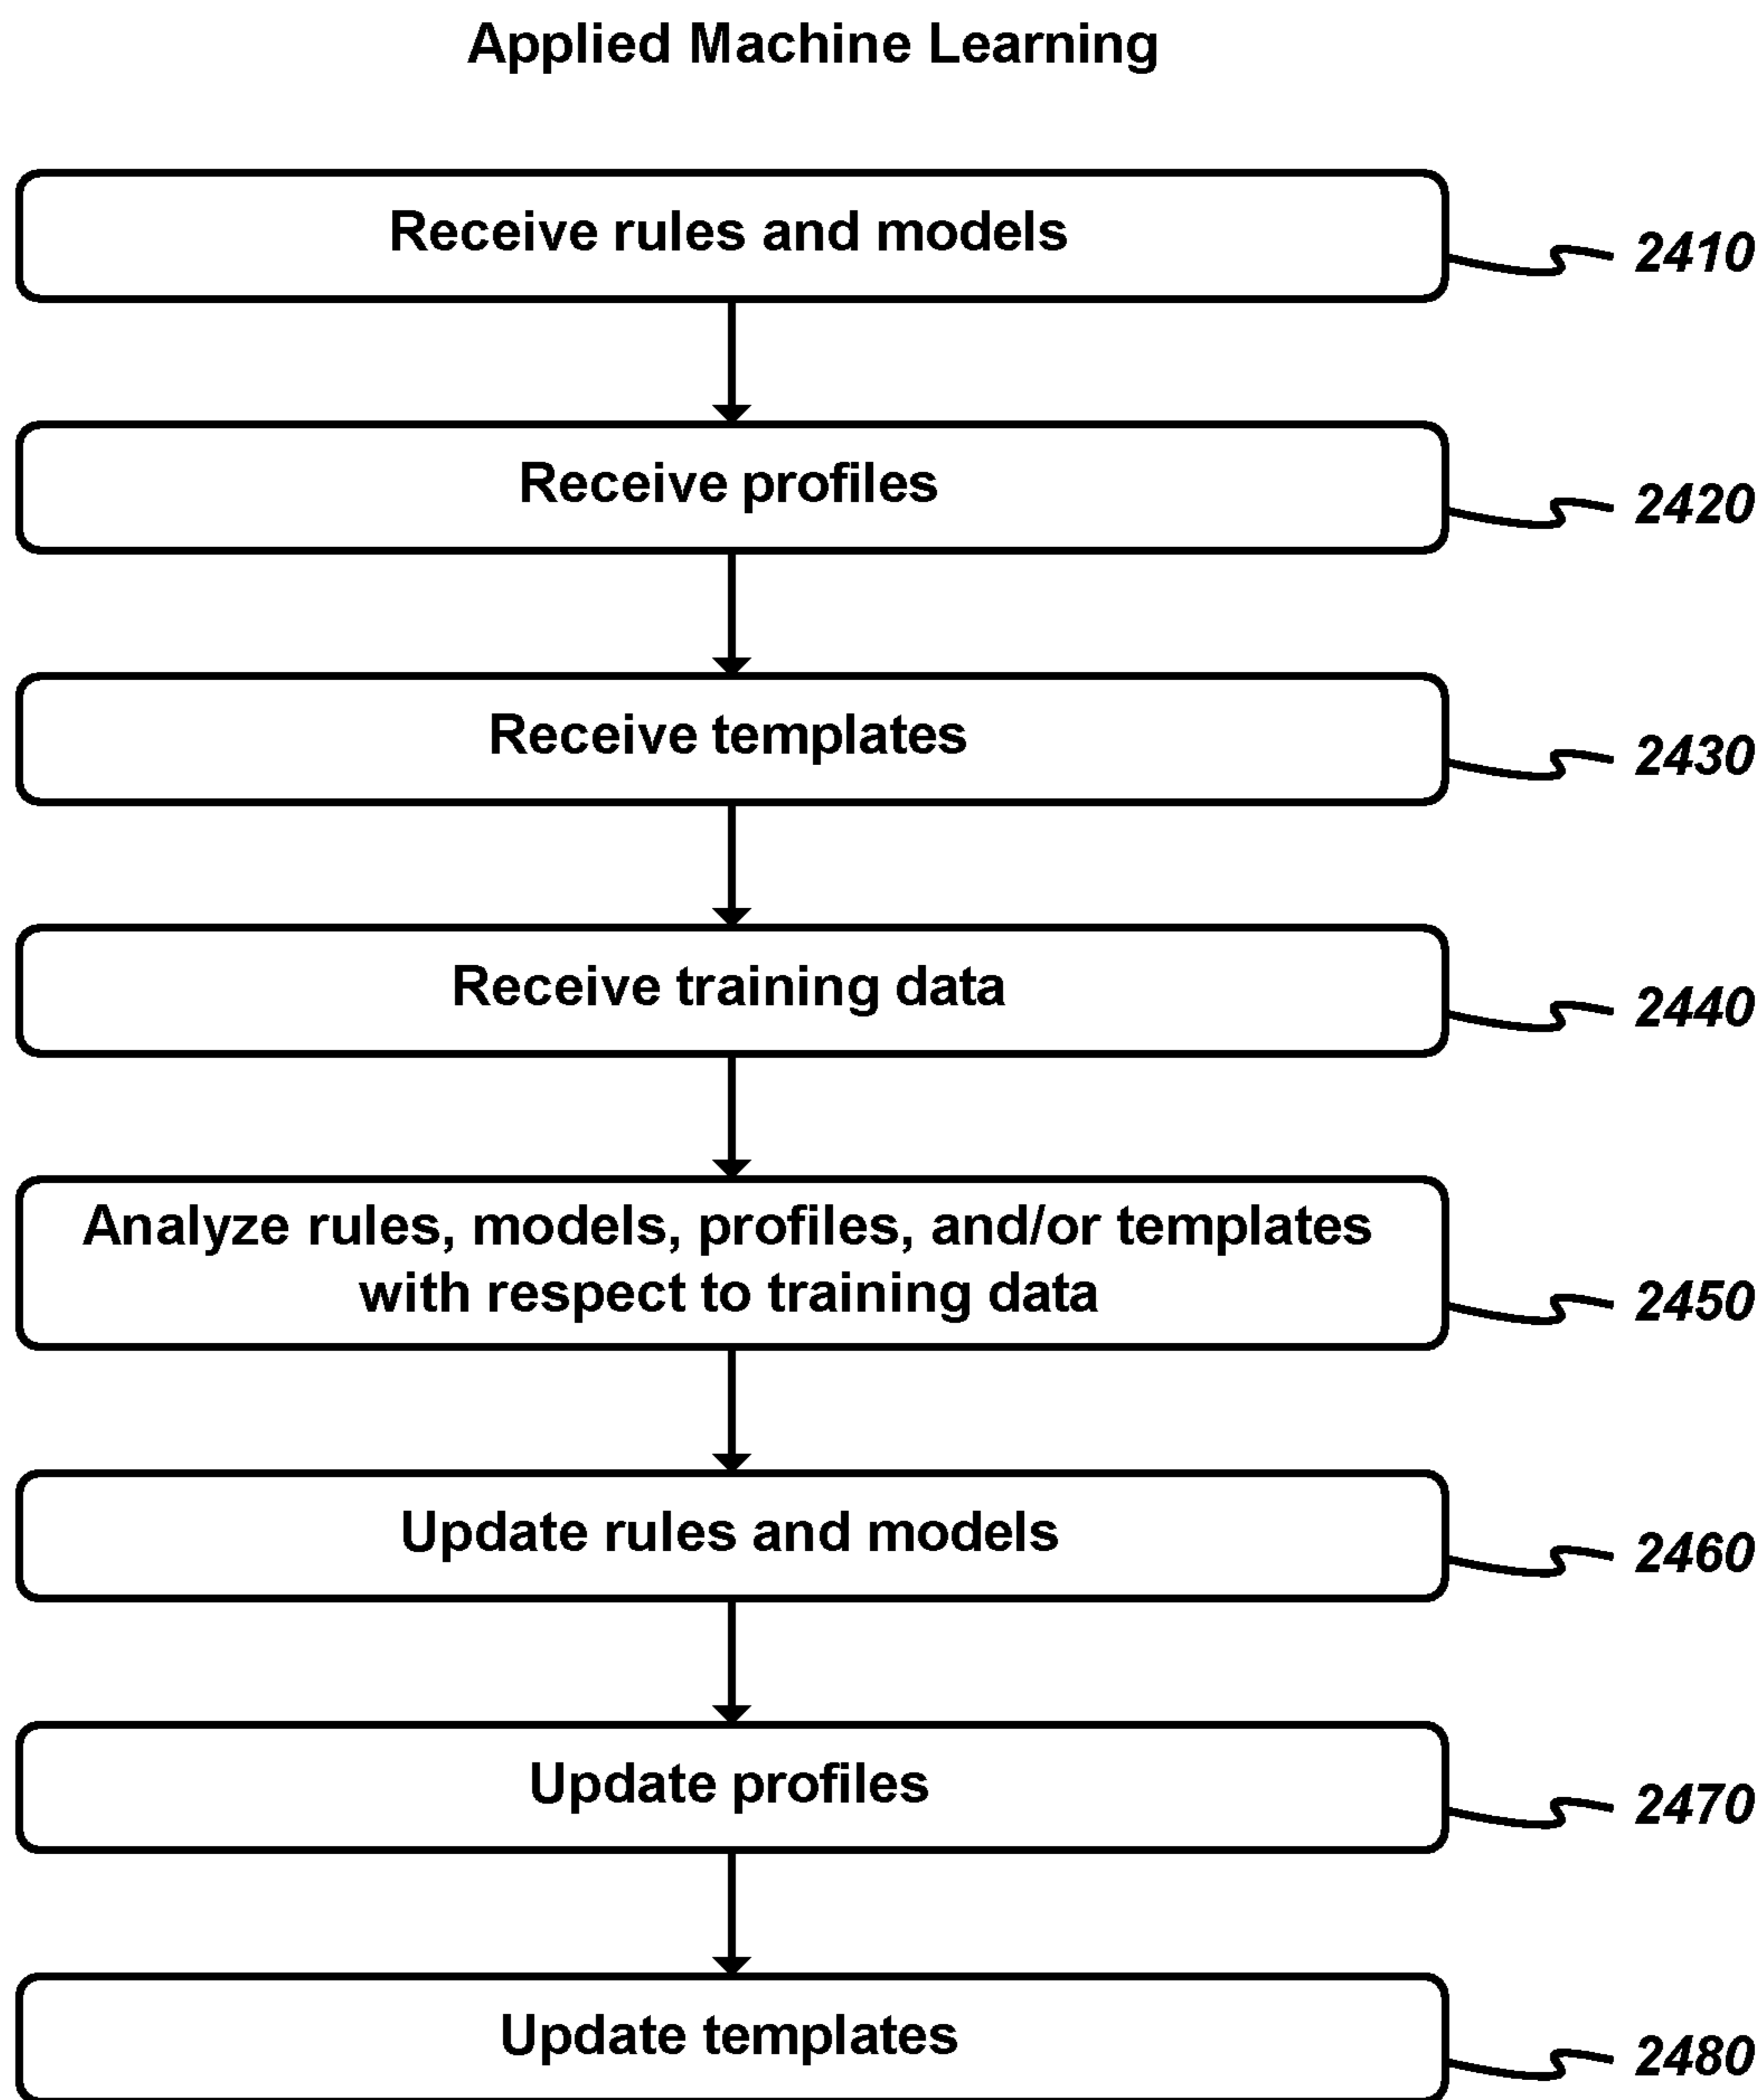 Applied Machine Learning
Receive rules and models
2410
Receive profiles
2420
Receive templates
2430
Receive training data
2440
Analyze rules, models, profiles, and/or templates
with respect to training data
2450
Update rules and models
2460
Update profiles
2470
Update templates
2480